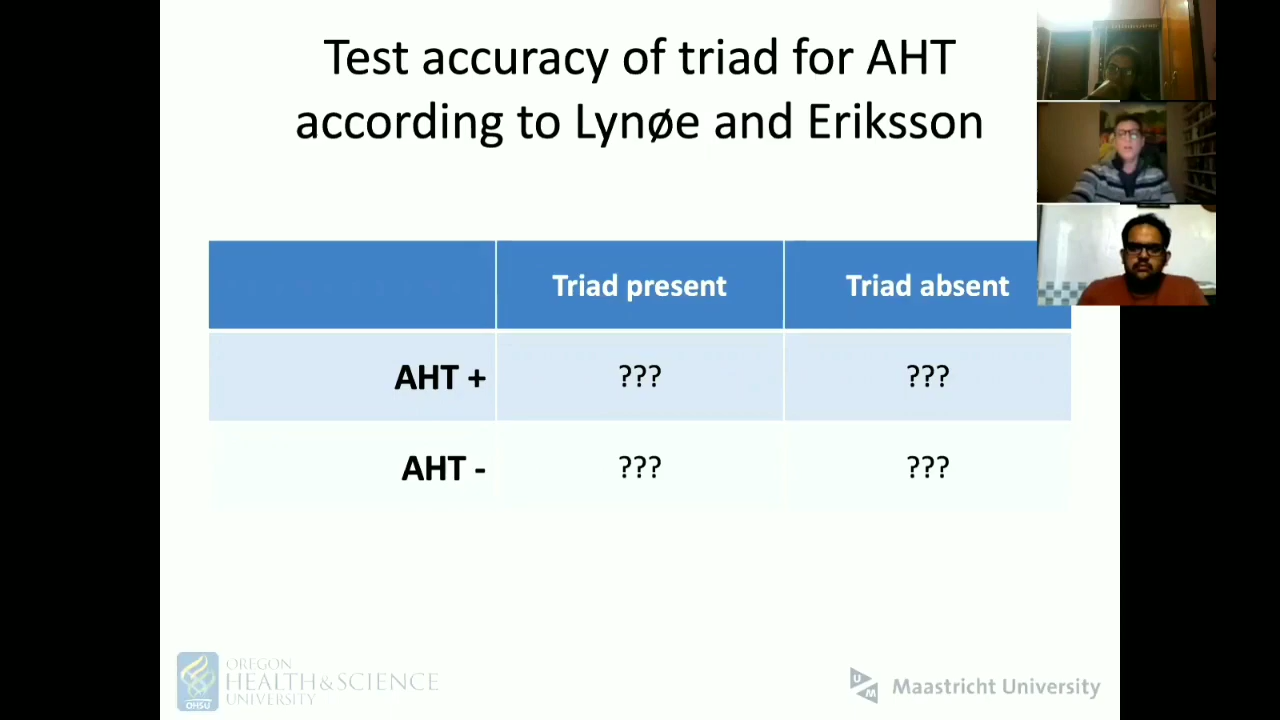 Test accuracy of triad for AHT
according to Lynøe and Eriksson
Triad present
Triad absent
AHT +
???
???
AHT -
???
???
OHSU
OREGON
HEALTH & SCIENCE
UNIVERSITY
U
M
Maastricht University